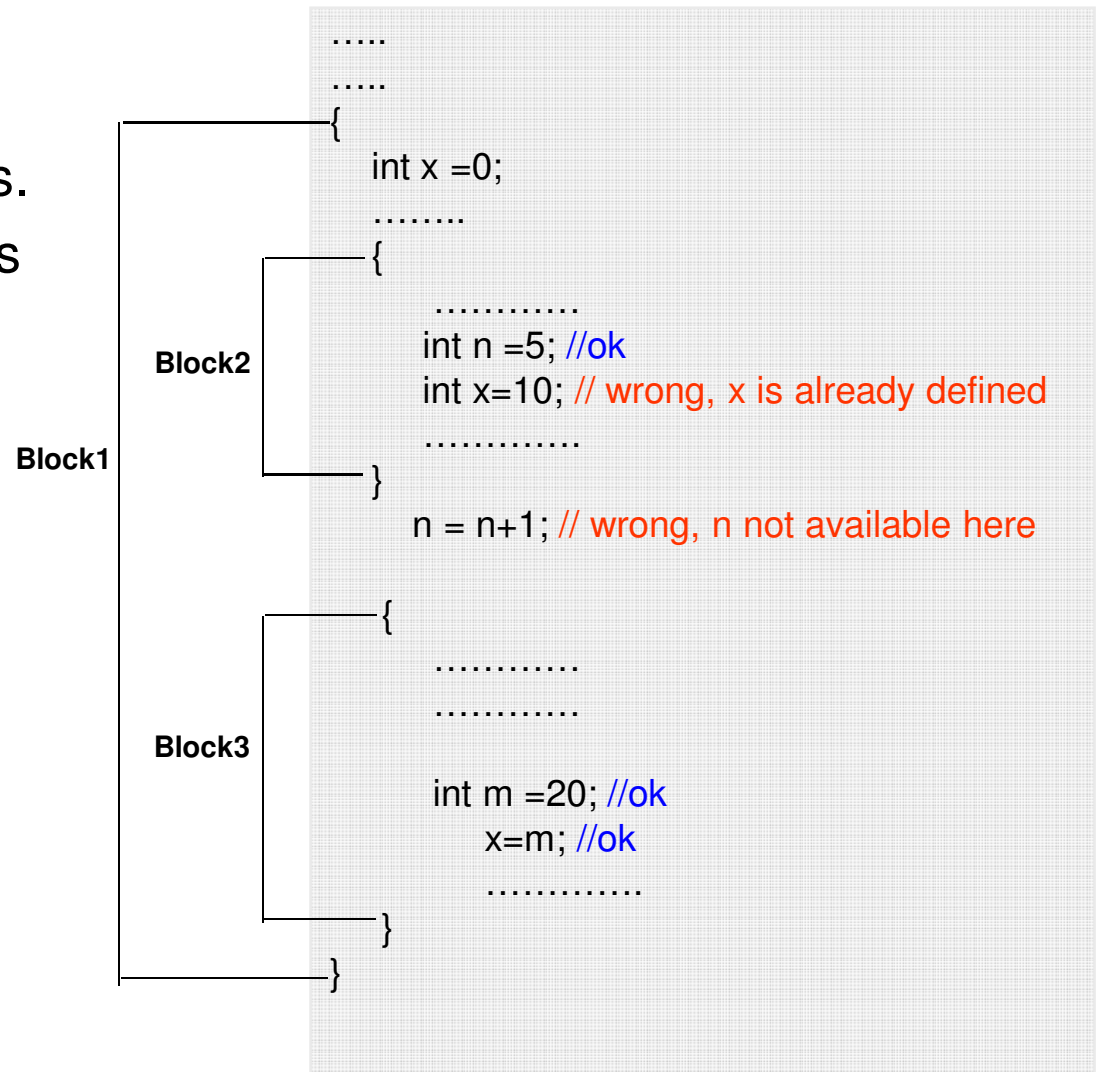 …..
…..
{
int x =0;
s.
……..
s
{
…………
int n =5; //ok
Block2
int x=10; // wrong, x is already defined
………….
Block1
}
n = n+1; // wrong, n not available here
{
…………
…………
Block3
int m =20; //ok
x=m; //ok
………….
}
}